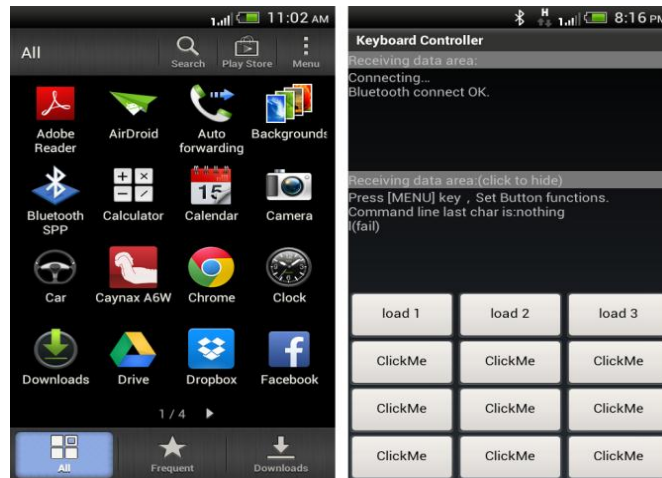 11:02 AM
All
Search
Play Store
Menu
Adobe Reader
AirDroid
Auto forwarding
Backgrounds
Bluetooth SPP
Calculator
15
Calendar
Camera
Car
Caynax A6W
Chrome
Clock
Downloads
Drive
Dropbox
Facebook
1 / 4
All
Frequent
Downloads
H 8:16 PM
Keyboard Controller
Receiving data area:
Connecting...
Bluetooth connect OK.
Receiving data area:(click to hide)
Press [MENU] key , Set Button functions.
Command line last char is:nothing
l(fail)
load 1
load 2
load 3
ClickMe
ClickMe
ClickMe
ClickMe
ClickMe
ClickMe
ClickMe
ClickMe
ClickMe